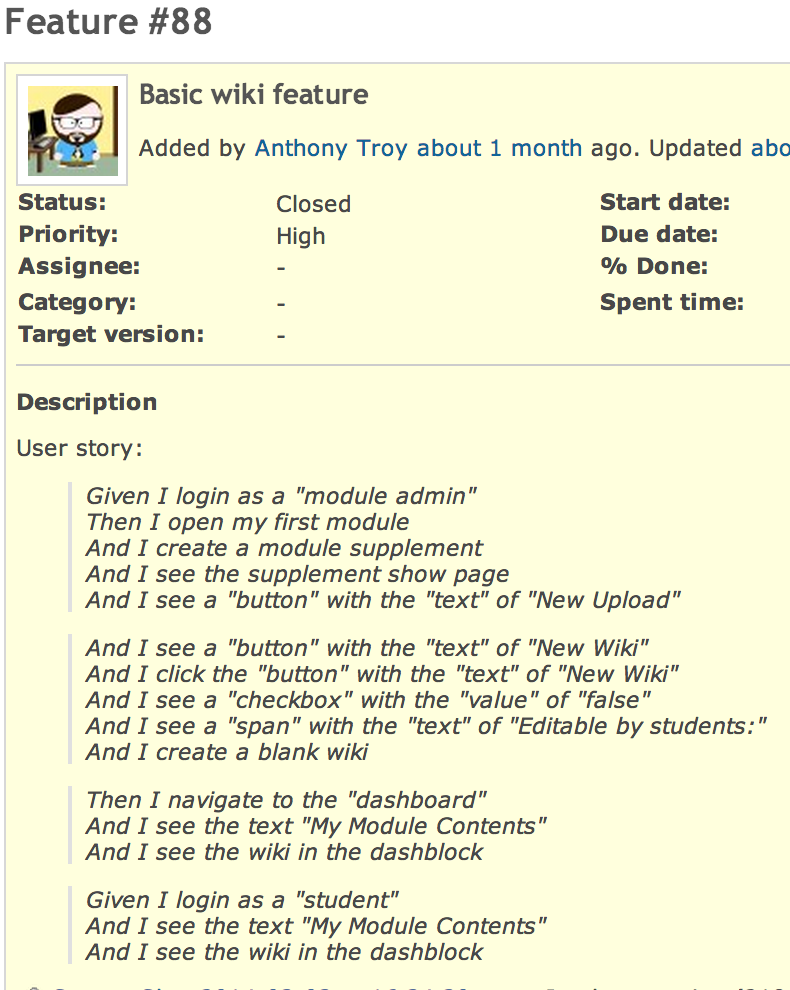 Feature #88
Basic wiki feature
Added by Anthony Troy about 1 month ago. Updated abo
Status: Closed Start date:
Priority: High Due date:
Assignee: - % Done:
Category: - Spent time:
Target version: -
Description
User story:
Given I login as a "module admin"
Then I open my first module
And I create a module supplement
And I see the supplement show page
And I see a "button" with the "text" of "New Upload"
And I see a "button" with the "text" of "New Wiki"
And I click the "button" with the "text" of "New Wiki"
And I see a "checkbox" with the "value" of "false"
And I see a "span" with the "text" of "Editable by students:"
And I create a blank wiki
Then I navigate to the "dashboard"
And I see the text "My Module Contents"
And I see the wiki in the dashblock
Given I login as a "student"
And I see the text "My Module Contents"
And I see the wiki in the dashblock